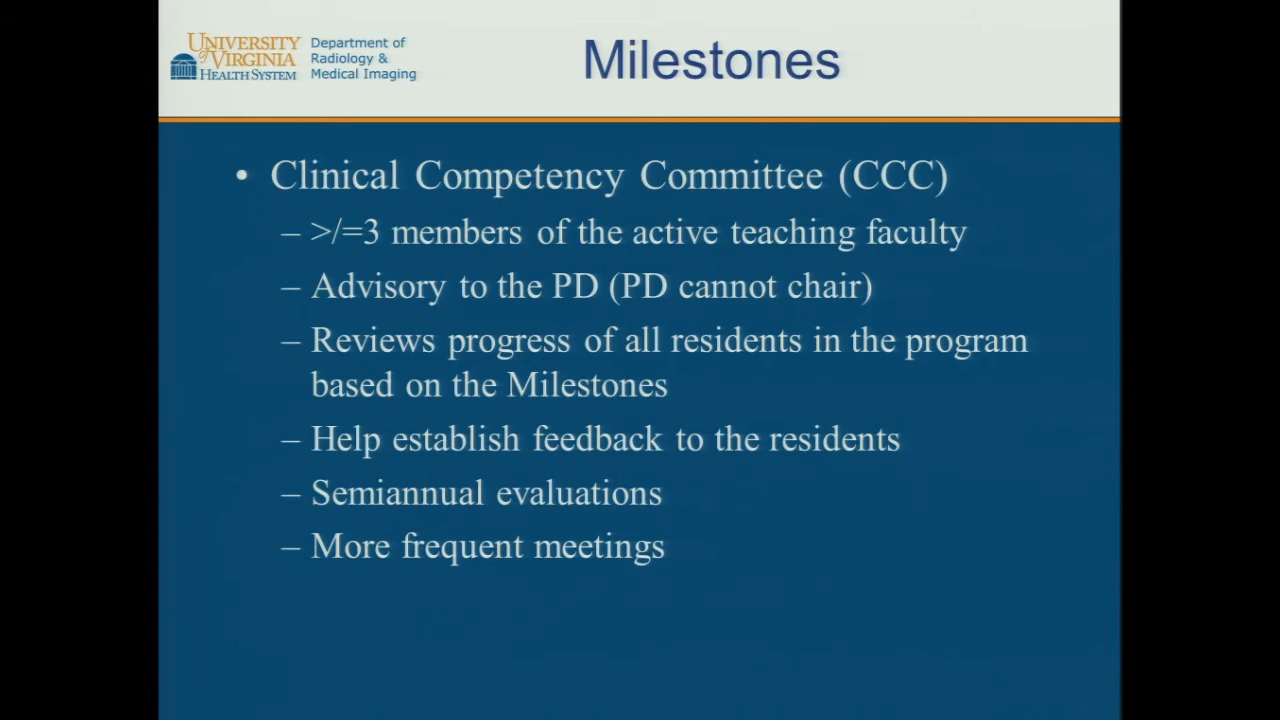 UNIVERSITY
of VIRGINIA
HEALTH SYSTEM
Department of
Radiology &
Medical Imaging
Milestones
• Clinical Competency Committee (CCC)
– >/=3 members of the active teaching faculty
– Advisory to the PD (PD cannot chair)
– Reviews progress of all residents in the program
based on the Milestones
– Help establish feedback to the residents
– Semiannual evaluations
– More frequent meetings